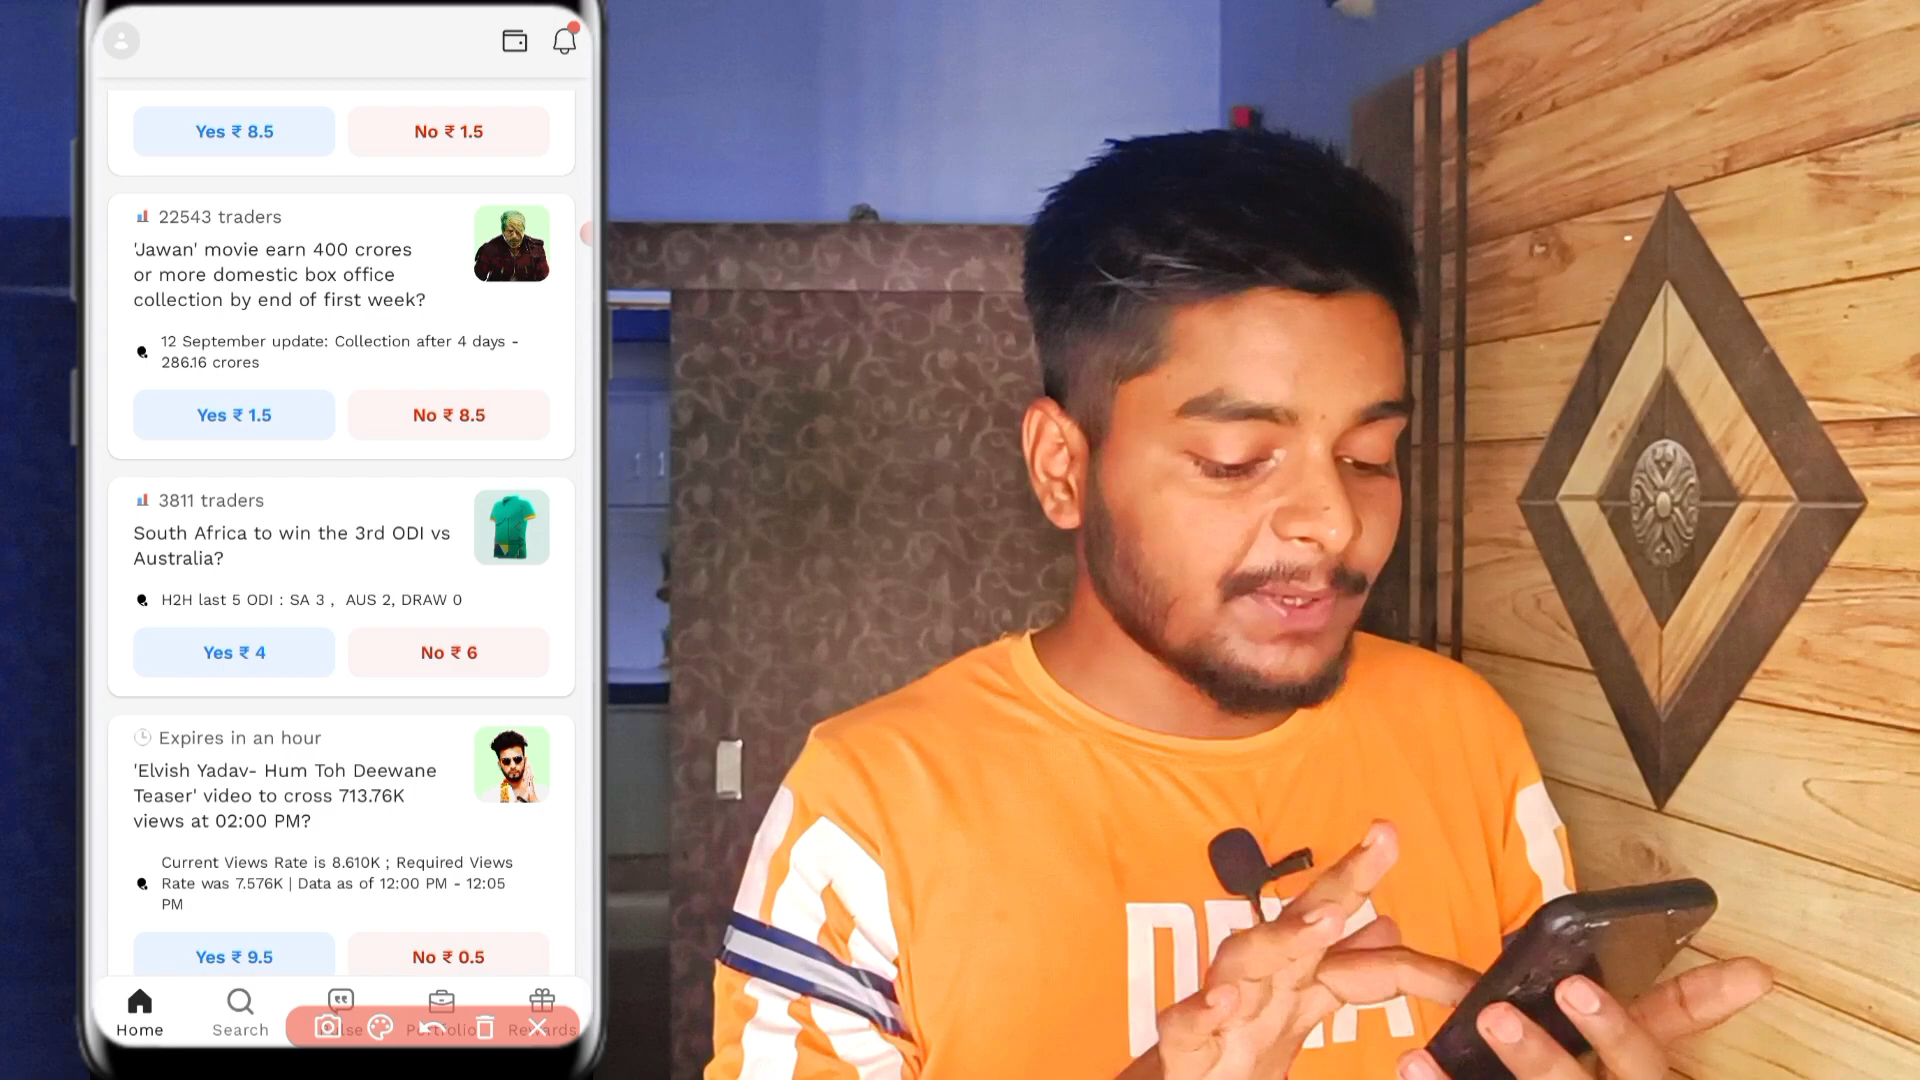 Yes ₹ 8.5
No ₹ 1.5
22543 traders
'Jawan' movie earn 400 crores
or more domestic box office
collection by end of first week?
12 September update: Collection after 4 days -
286.16 crores
Yes ₹ 1.5
No ₹ 8.5
3811 traders
South Africa to win the 3rd ODI vs
Australia?
H2H last 5 ODI : SA 3 , AUS 2, DRAW 0
Yes ₹ 4
No ₹ 6
Expires in an hour
'Elvish Yadav- Hum Toh Deewane
Teaser' video to cross 713.76K
views at 02:00 PM?
Current Views Rate is 8.610K ; Required Views
Rate was 7.576K | Data as of 12:00 PM - 12:05
PM
Yes ₹ 9.5
No ₹ 0.5
Home
Search
Portfolio
Rewards